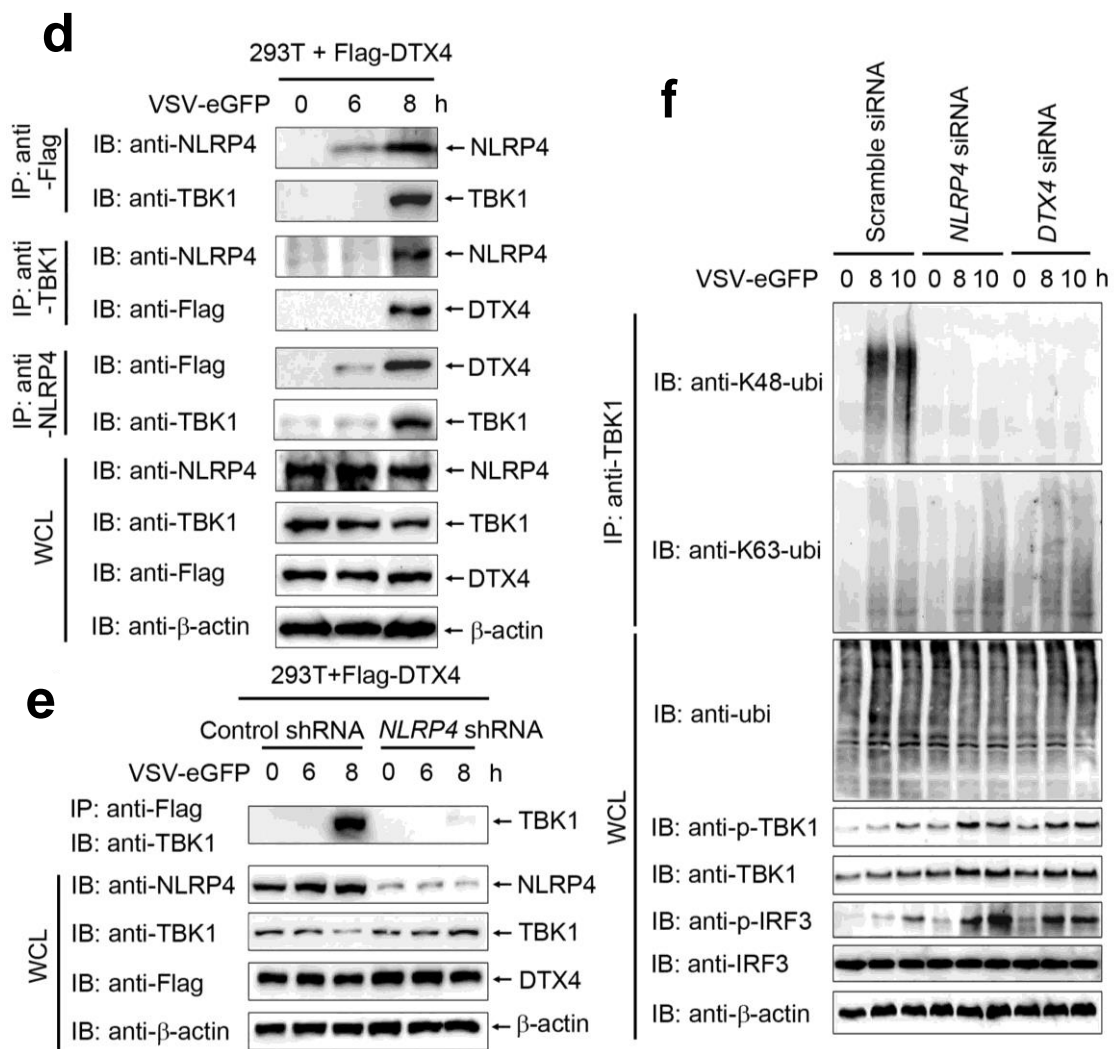 d
293T + Flag-DTX4
VSV-eGFP 0 6 8 h
IP: anti
-Flag
IB: anti-NLRP4 ←NLRP4
IB: anti-TBK1 ←TBK1
IP: anti
-TBK1
IB: anti-NLRP4 ←NLRP4
IB: anti-Flag ←DTX4
IP: anti
-NLRP4
IB: anti-Flag ←DTX4
IB: anti-TBK1 ←TBK1
WCL
IB: anti-NLRP4 ←NLRP4
IB: anti-TBK1 ←TBK1
IB: anti-Flag ←DTX4
IB: anti-β-actin ←β-actin
e
293T+Flag-DTX4
Control shRNA NLRP4 shRNA
VSV-eGFP 0 6 8 0 6 8 h
IP: anti-Flag
IB: anti-TBK1 ←TBK1
WCL
IB: anti-NLRP4 ←NLRP4
IB: anti-TBK1 ←TBK1
IB: anti-Flag ←DTX4
IB: anti-β-actin ←β-actin
f
Scramble siRNA
NLRP4 siRNA
DTX4 siRNA
VSV-eGFP 0 8 10 0 8 10 0 8 10 h
IP: anti-TBK1
IB: anti-K48-ubi
IB: anti-K63-ubi
WCL
IB: anti-ubi
IB: anti-p-TBK1
IB: anti-TBK1
IB: anti-p-IRF3
IB: anti-IRF3
IB: anti-β-actin